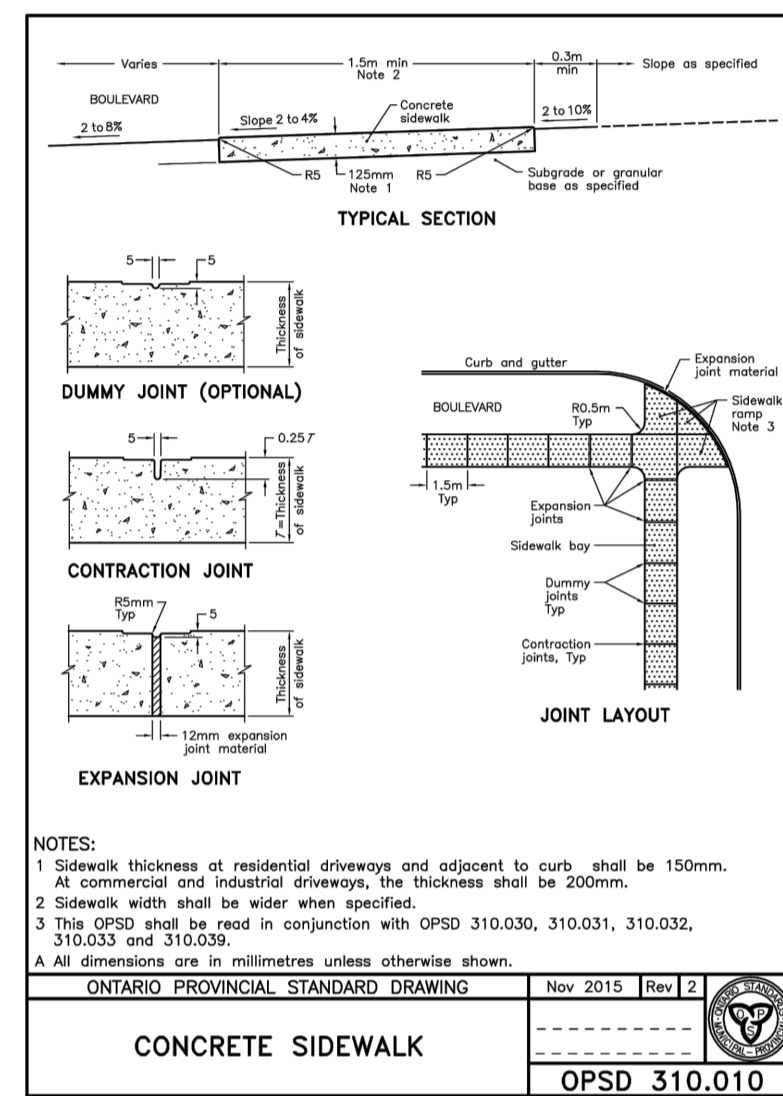 Varies
1.5m min
Note 2
0.3m
min
Slope as specified
BOULEVARD
2 to 8%
Slope 2 to 4%
Concrete
sidewalk
2 to 10%
R5
125mm
Note 1
R5
Subgrade or granular
base as specified
TYPICAL SECTION
5
5
Thickness
of sidewalk
DUMMY JOINT (OPTIONAL)
5
0.25T
T=Thickness
of sidewalk
CONTRACTION JOINT
R5mm
Typ
5
Thickness
of sidewalk
12mm expansion
joint material
EXPANSION JOINT
Curb and gutter
Expansion
joint material
BOULEVARD
R0.5m
Typ
Sidewalk
ramp
Note 3
1.5m
Typ
Expansion
joints
Sidewalk bay
Dummy
joints
Typ
Contraction
joints, Typ
JOINT LAYOUT
NOTES:
1 Sidewalk thickness at residential driveways and adjacent to curb shall be 150mm.
At commercial and industrial driveways, the thickness shall be 200mm.
2 Sidewalk width shall be wider when specified.
3 This OPSD shall be read in conjunction with OPSD 310.030, 310.031, 310.032,
310.033 and 310.039.
A All dimensions are in millimetres unless otherwise shown.
ONTARIO PROVINCIAL STANDARD DRAWING
Nov 2015
Rev
2
CONCRETE SIDEWALK
OPSD 310.010
OPS